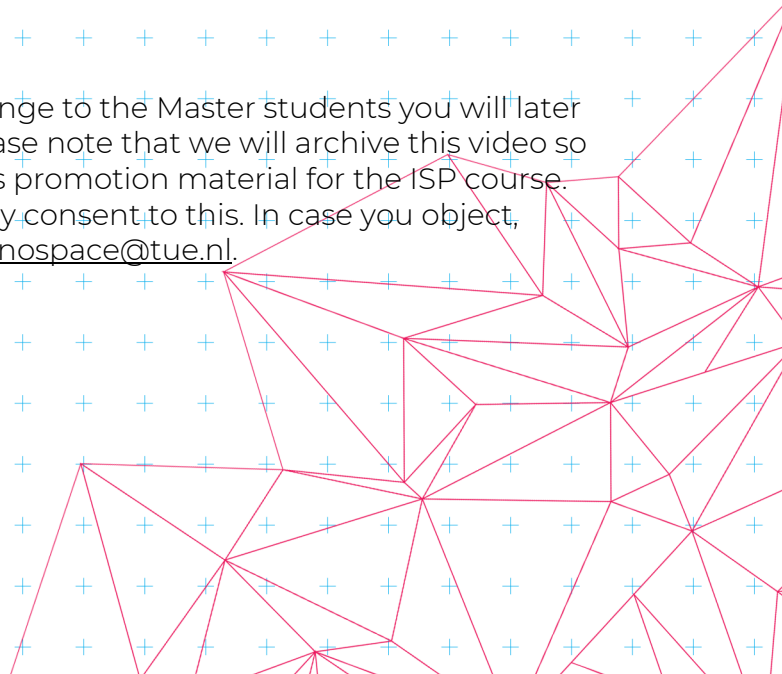 nge to the Master students you will later
ase note that we will archive this video so
s promotion material for the ISP course.
y consent to this. In case you object,
nospace@tue.nl.